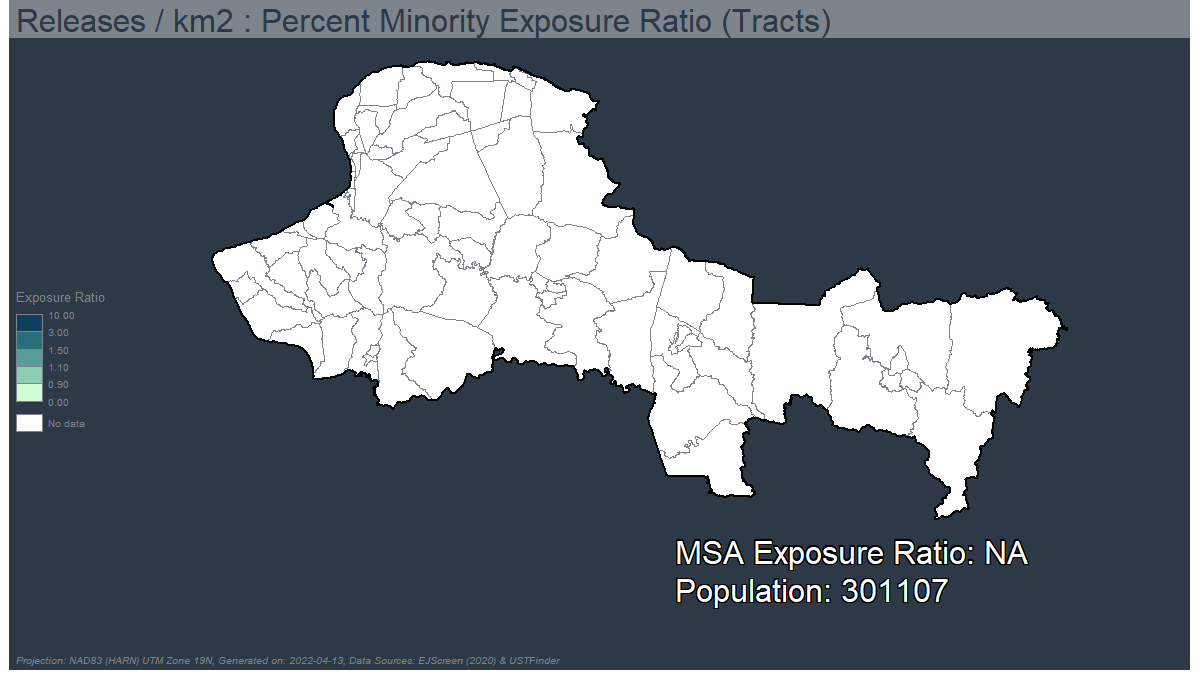 Releases / km2 : Percent Minority Exposure Ratio (Tracts)
Exposure Ratio
10.00
3.00
1.50
1.10
0.90
0.00
No data
MSA Exposure Ratio: NA
Population: 301107
Projection: NAD83 (HARN) UTM Zone 19N, Generated on: 2022-04-13, Data Sources: EJScreen (2020) & USTFinder